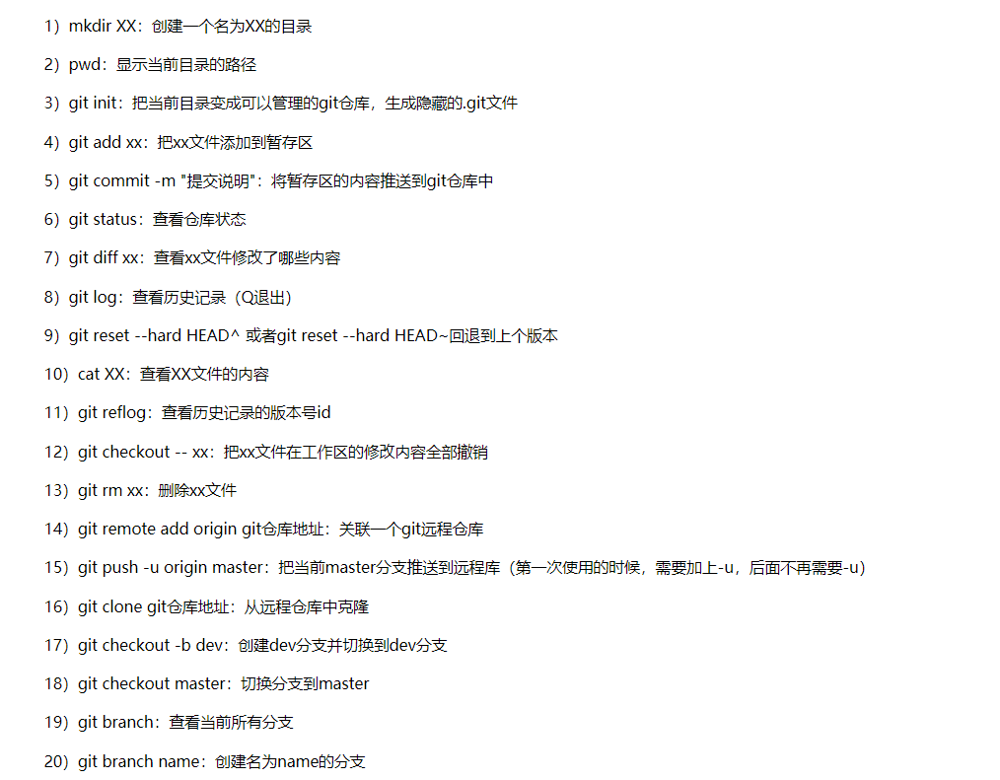 1）mkdir XX：创建一个名为XX的目录
2）pwd：显示当前目录的路径
3）git init：把当前目录变成可以管理的git仓库，生成隐藏的.git文件
4）git add xx：把xx文件添加到暂存区
5）git commit -m "提交说明"：将暂存区的内容推送到git仓库中
6）git status：查看仓库状态
7）git diff xx：查看xx文件修改了哪些内容
8）git log：查看历史记录（Q退出）
9）git reset --hard HEAD^ 或者git reset --hard HEAD~回退到上个版本
10）cat XX：查看XX文件的内容
11）git reflog：查看历史记录的版本号id
12）git checkout -- xx：把xx文件在工作区的修改内容全部撤销
13）git rm xx：删除xx文件
14）git remote add origin git仓库地址：关联一个git远程仓库
15）git push -u origin master：把当前master分支推送到远程库（第一次使用的时候，需要加上-u，后面不再需要-u）
16）git clone git仓库地址：从远程仓库中克隆
17）git checkout -b dev：创建dev分支并切换到dev分支
18）git checkout master：切换分支到master
19）git branch：查看当前所有分支
20）git branch name：创建名为name的分支